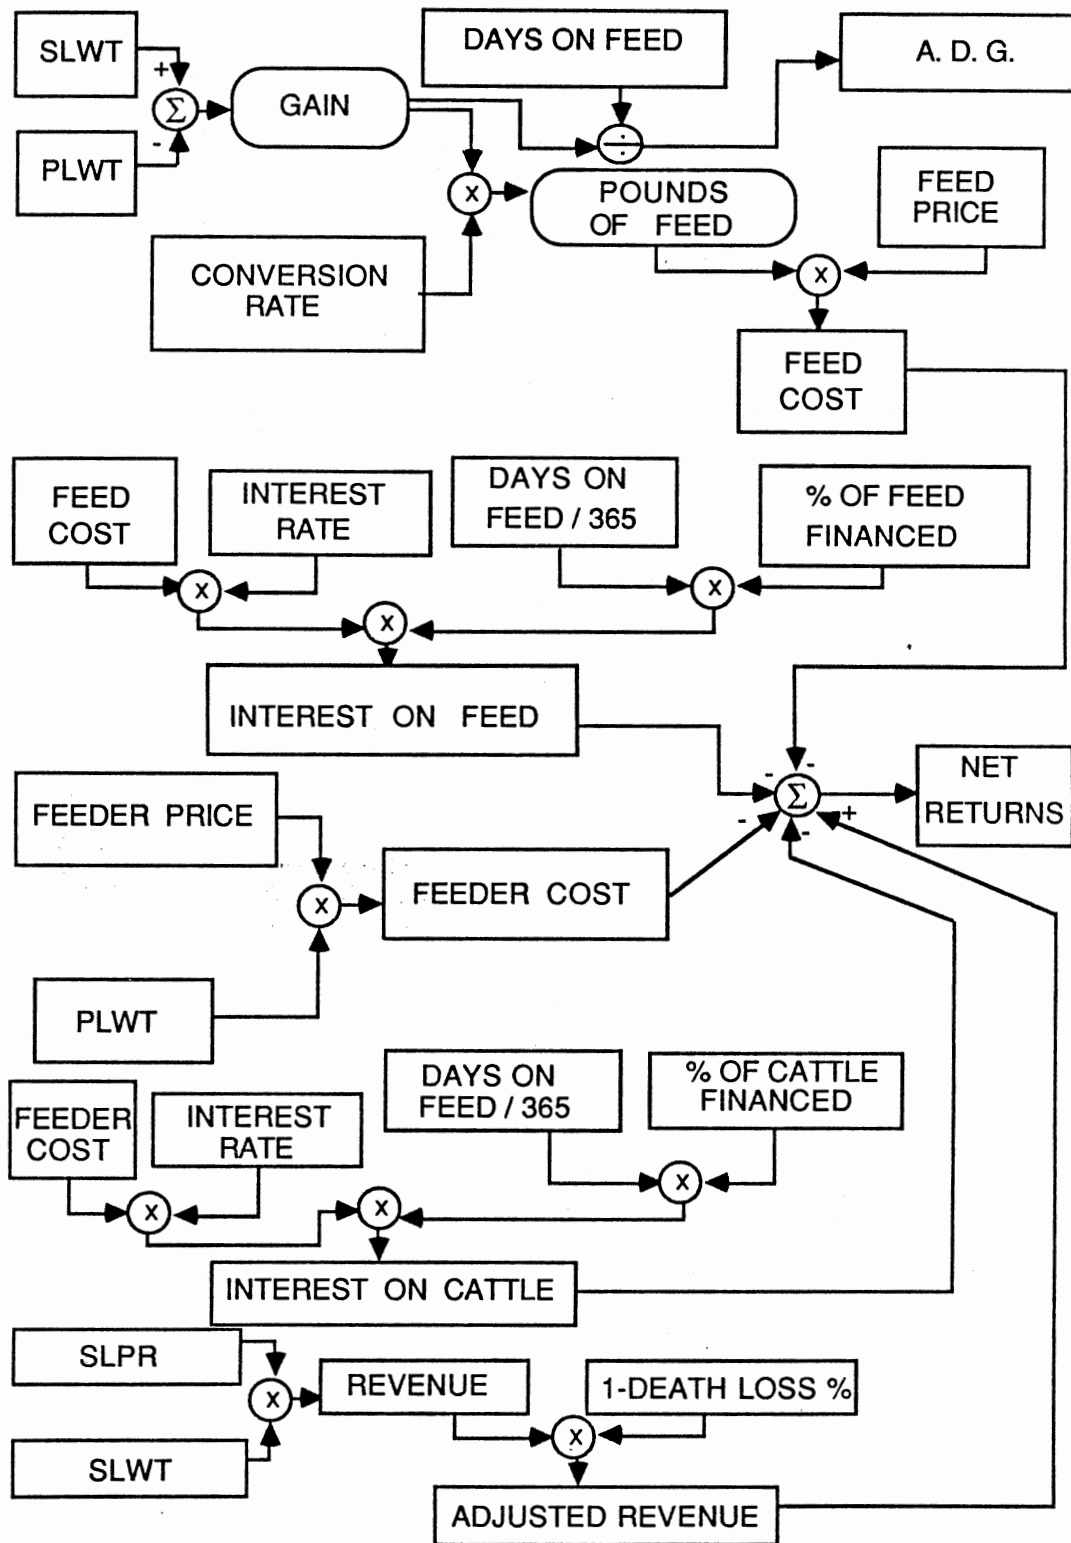 SLWT
DAYS ON FEED
A. D. G.
+
Σ
GAIN
-
÷
PLWT
X
POUNDS
OF FEED
FEED
PRICE
CONVERSION
RATE
X
FEED
COST
FEED
COST
INTEREST
RATE
DAYS ON
FEED / 365
% OF FEED
FINANCED
X
X
X
INTEREST ON FEED
-
-
Σ
-
-
+
NET
RETURNS
FEEDER PRICE
X
FEEDER COST
PLWT
DAYS ON
FEED / 365
% OF CATTLE
FINANCED
FEEDER
COST
INTEREST
RATE
X
X
X
INTEREST ON CATTLE
SLPR
X
REVENUE
1-DEATH LOSS %
X
SLWT
ADJUSTED REVENUE